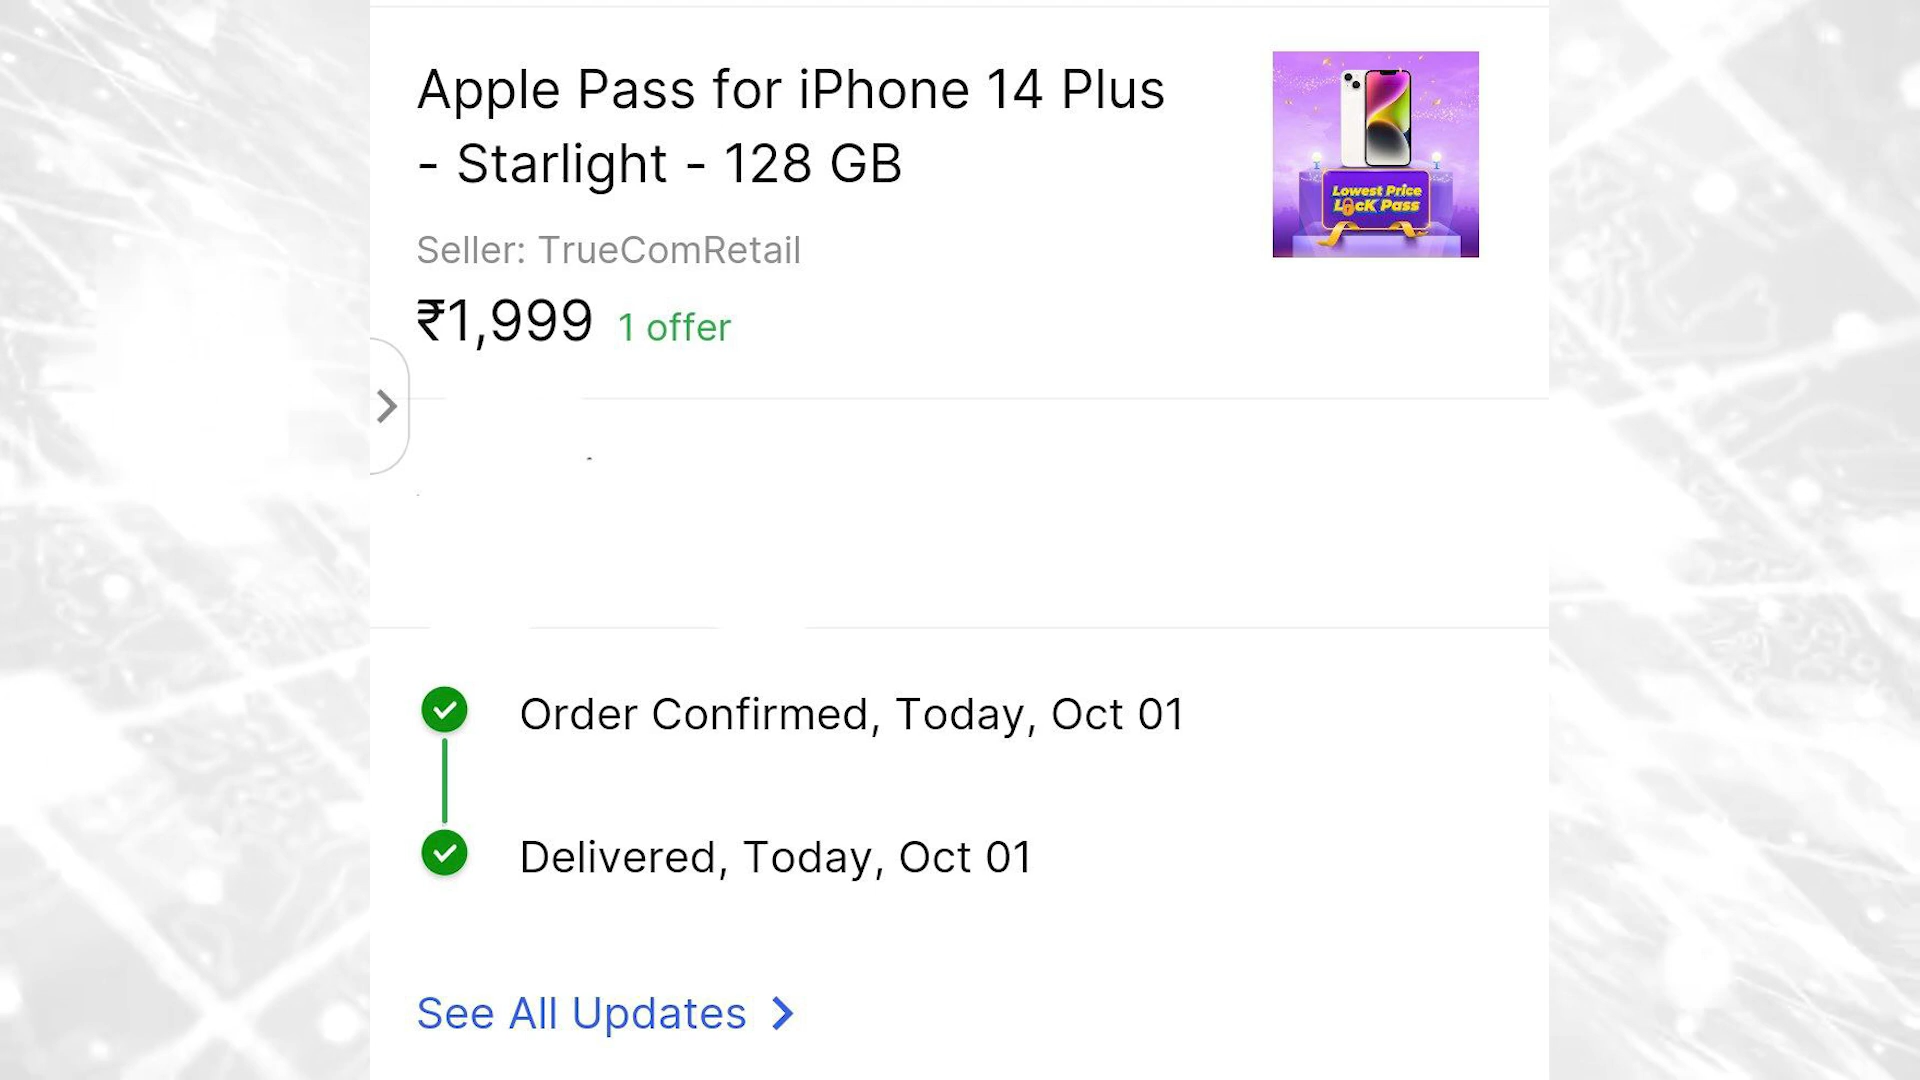 Apple Pass for iPhone 14 Plus
- Starlight - 128 GB
Lowest Price
Lock Pass
Seller: TrueComRetail
₹1,999 1 offer
Order Confirmed, Today, Oct 01
Delivered, Today, Oct 01
See All Updates